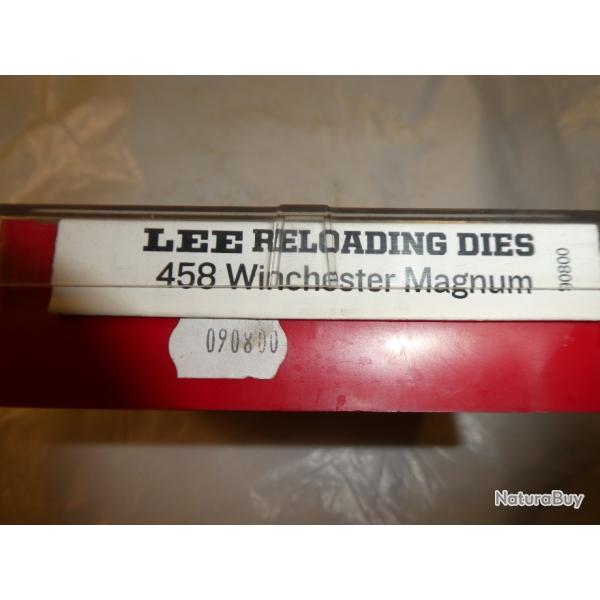 LEE RELOADING DIES
458 Winchester Magnum
90800
090800
NaturaBuy